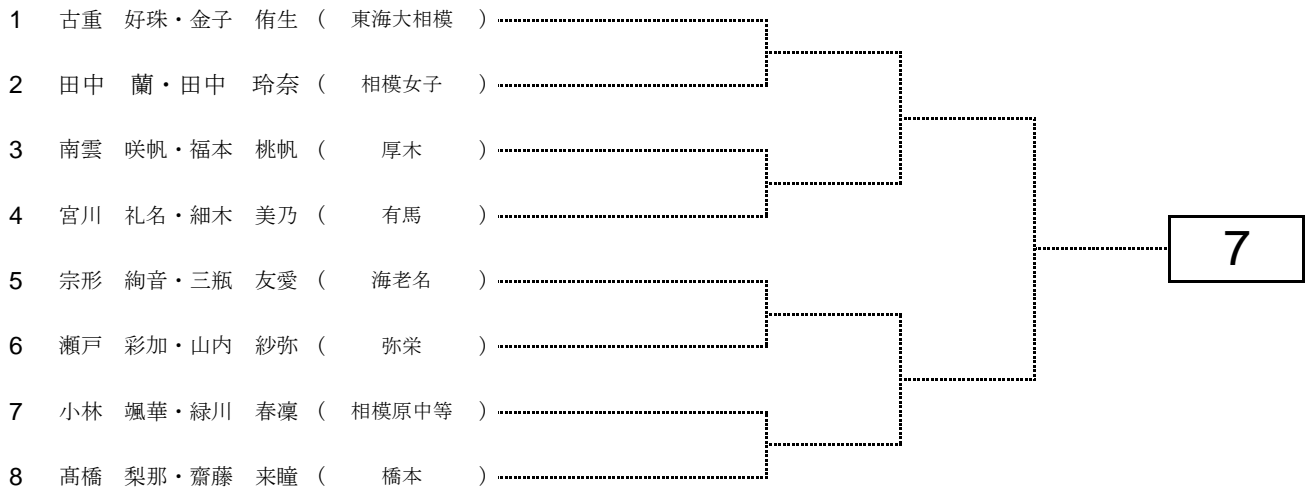 1 古重 好珠・金子 侑生 ( 東海大相模 )
2 田中 蘭・田中 玲奈 ( 相模女子 )
3 南雲 咲帆・福本 桃帆 ( 厚木 )
4 宮川 礼名・細木 美乃 ( 有馬 )
7
5 宗形 絢音・三瓶 友愛 ( 海老名 )
6 瀬戸 彩加・山内 紗弥 ( 弥栄 )
7 小林 颯華・緑川 春凜 ( 相模原中等 )
8 髙橋 梨那・齋藤 来瞳 ( 橋本 )